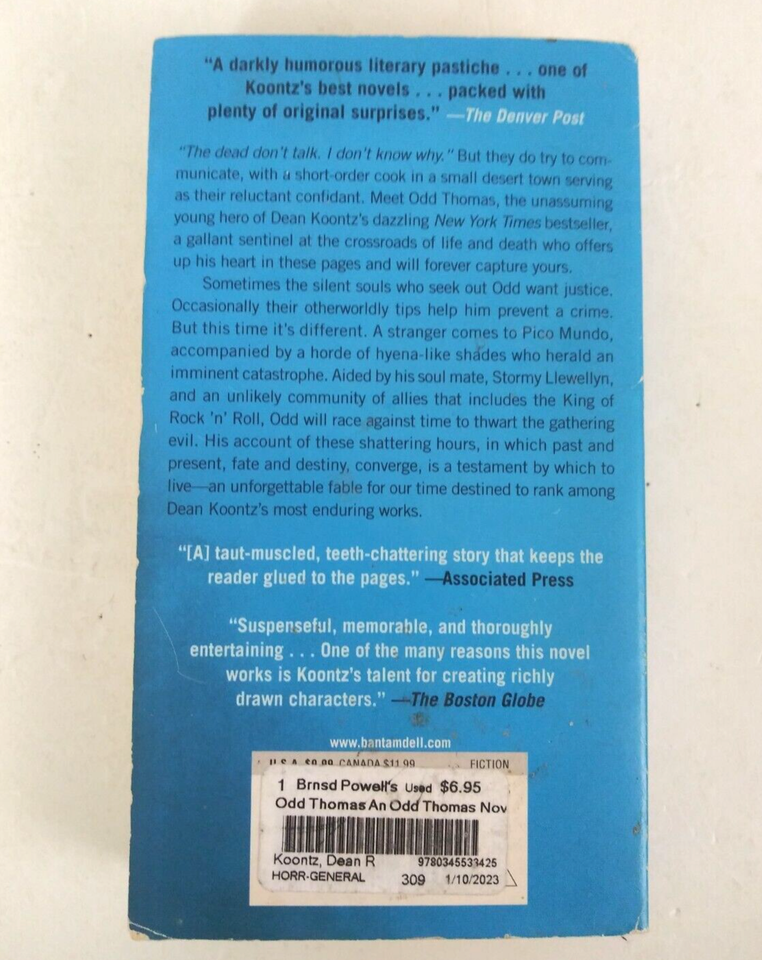 “A darkly humorous literary pastiche . . . one of
Koontz’s best novels . . . packed with
plenty of original surprises.” —The Denver Post
“The dead don’t talk. I don’t know why.” But they do try to com-
municate, with a short-order cook in a small desert town serving
as their reluctant confidant. Meet Odd Thomas, the unassuming
young hero of Dean Koontz’s dazzling New York Times bestseller,
a gallant sentinel at the crossroads of life and death who offers
up his heart in these pages and will forever capture yours.
Sometimes the silent souls who seek out Odd want justice.
Occasionally their otherworldly tips help him prevent a crime.
But this time it’s different. A stranger comes to Pico Mundo,
accompanied by a horde of hyena-like shades who herald an
imminent catastrophe. Aided by his soul mate, Stormy Llewellyn,
and an unlikely community of allies that includes the King of
Rock ’n’ Roll, Odd will race against time to thwart the gathering
evil. His account of these shattering hours, in which past and
present, fate and destiny, converge, is a testament by which to
live—an unforgettable fable for our time destined to rank among
Dean Koontz’s most enduring works.
“[A] taut-muscled, teeth-chattering story that keeps the
reader glued to the pages.” —Associated Press
“Suspenseful, memorable, and thoroughly
entertaining . . . One of the many reasons this novel
works is Koontz’s talent for creating richly
drawn characters.” —The Boston Globe
www.bantamdell.com
U.S.A. $9.99 CANADA $11.99 FICTION
1 Brnsd Powell's Used $6.95
Odd Thomas An Odd Thomas Nov
Koontz, Dean R 9780345533425
HORR-GENERAL 309 1/10/2023